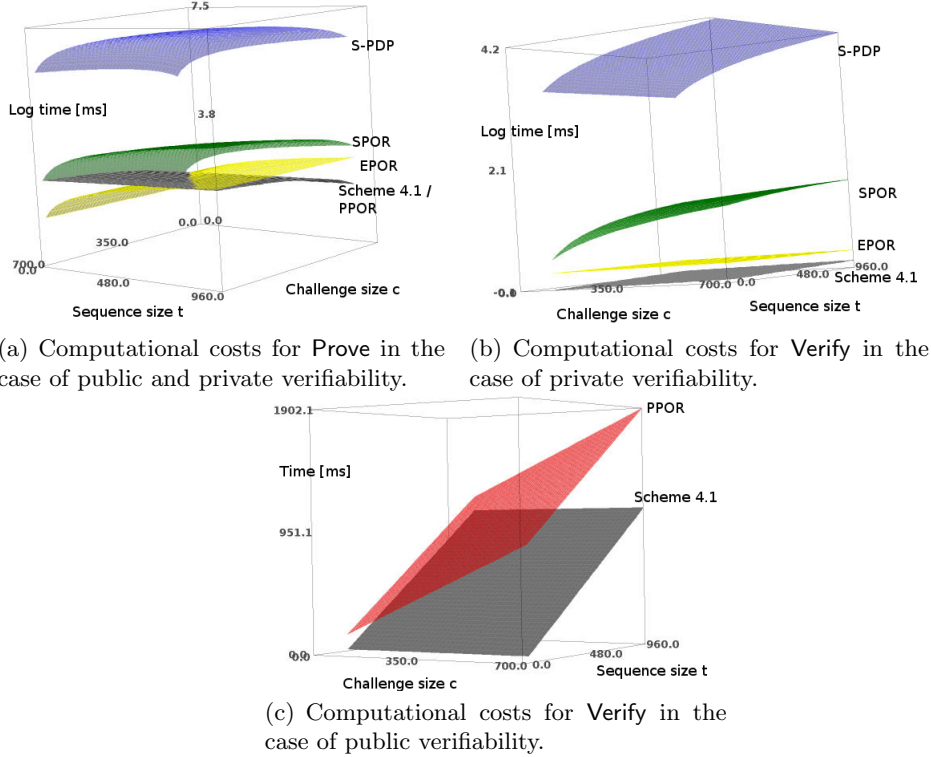 7.5
S-PDP
Log time [ms]
3.8
SPOR
EPOR
Scheme 4.1 /
PPOR
0.0
0.0
350.0
700.0
0.0
480.0
960.0
Challenge size c
Sequence size t
(a) Computational costs for Prove in the
case of public and private verifiability.
4.2
S-PDP
Log time [ms]
2.1
SPOR
EPOR
960.0
Scheme 4.1
480.0
350.0
700.0
0.0
Challenge size c
Sequence size t
(b) Computational costs for Verify in the
case of private verifiability.
1902.1
PPOR
Time [ms]
Scheme 4.1
951.1
960.0
0.0
350.0
700.0
0.0
480.0
Sequence size t
Challenge size c
(c) Computational costs for Verify in the
case of public verifiability.